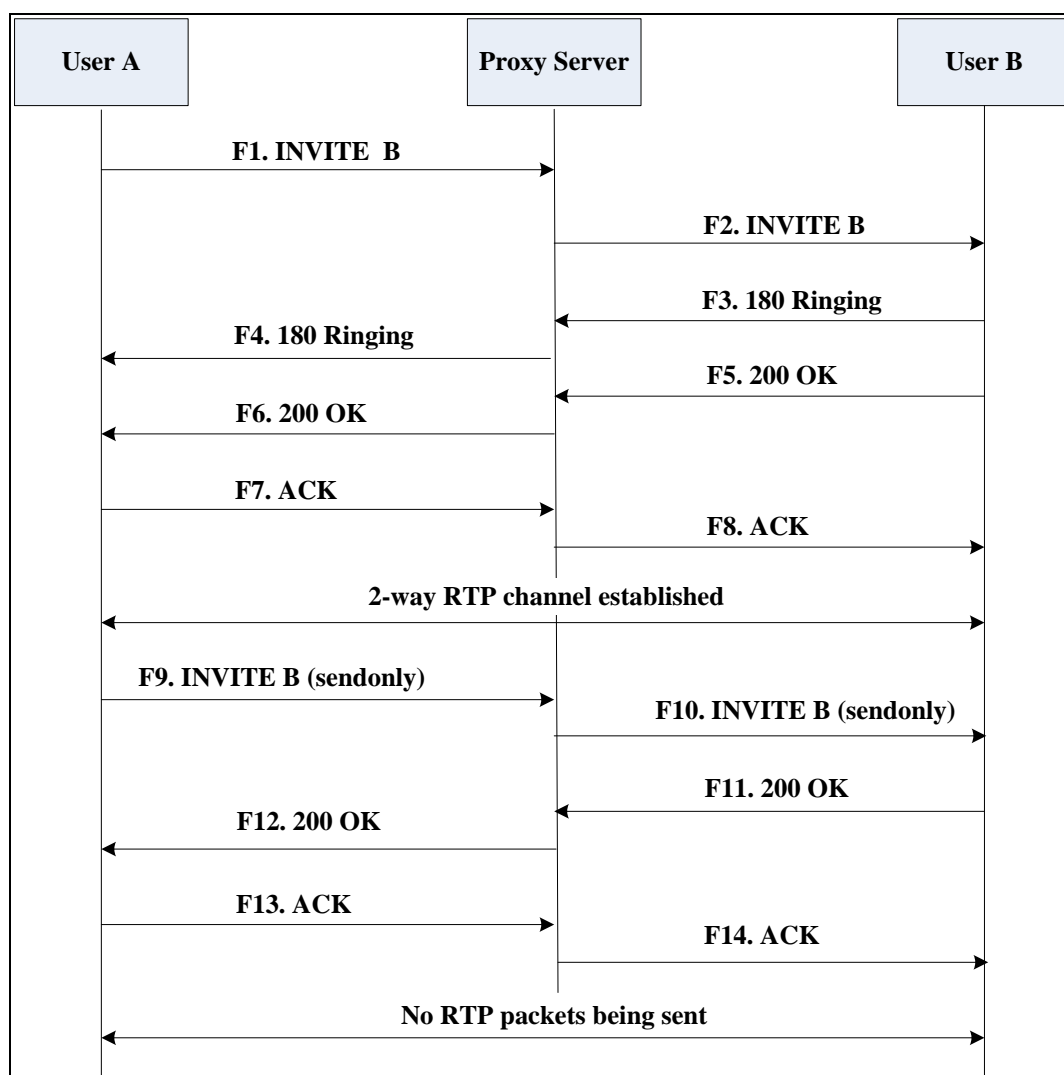 User A
Proxy Server
User B
F1. INVITE B
F2. INVITE B
F3. 180 Ringing
F4. 180 Ringing
F5. 200 OK
F6. 200 OK
F7. ACK
F8. ACK
2-way RTP channel established
F9. INVITE B (sendonly)
F10. INVITE B (sendonly)
F11. 200 OK
F12. 200 OK
F13. ACK
F14. ACK
No RTP packets being sent